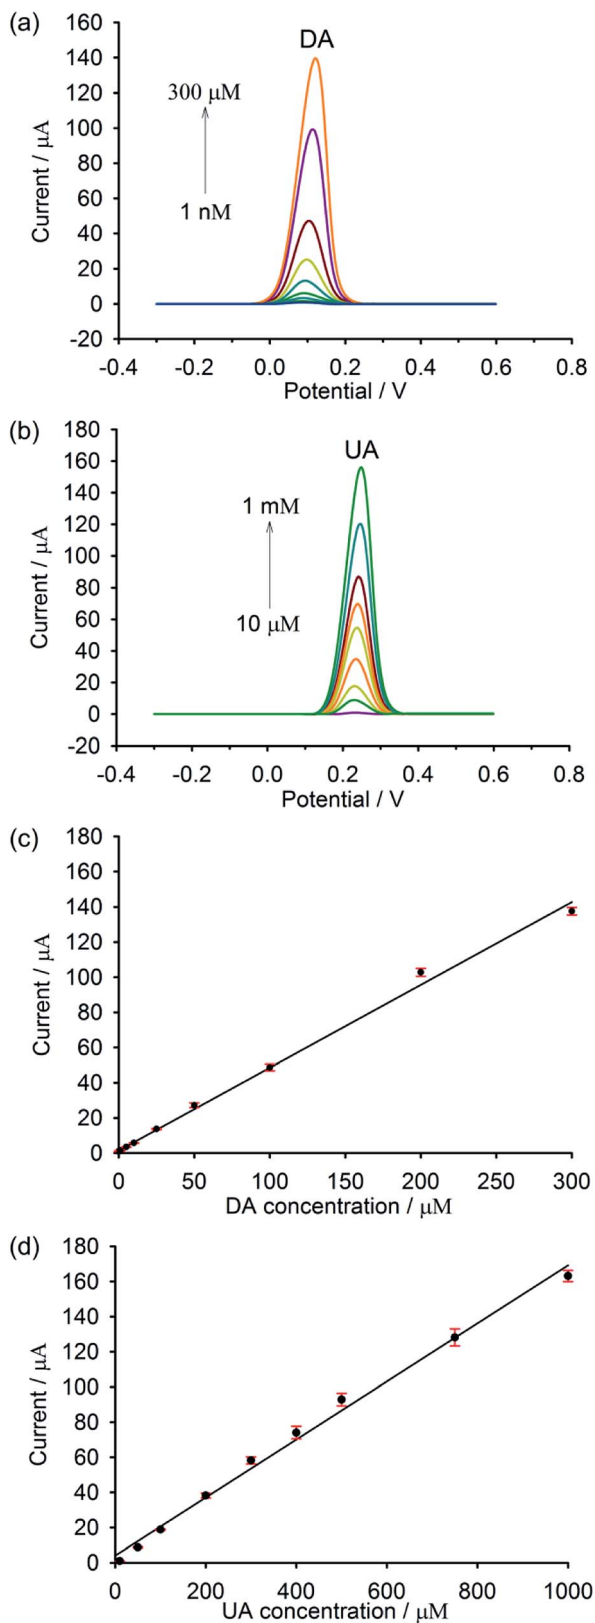 (a)
160
140
120
100
80
60
40
20
0
-20
Current / µA
DA
300 µM
1 nM
-0.4 -0.2 0.0 0.2 0.4 0.6 0.8
Potential / V
(b)
180
160
140
120
100
80
60
40
20
0
-20
Current / µA
UA
1 mM
10 µM
-0.4 -0.2 0.0 0.2 0.4 0.6 0.8
Potential / V
(c)
180
160
140
120
100
80
60
40
20
0
Current / µA
0 50 100 150 200 250 300
DA concentration / µM
(d)
180
160
140
120
100
80
60
40
20
0
Current / µA
0 200 400 600 800 1000
UA concentration / µM